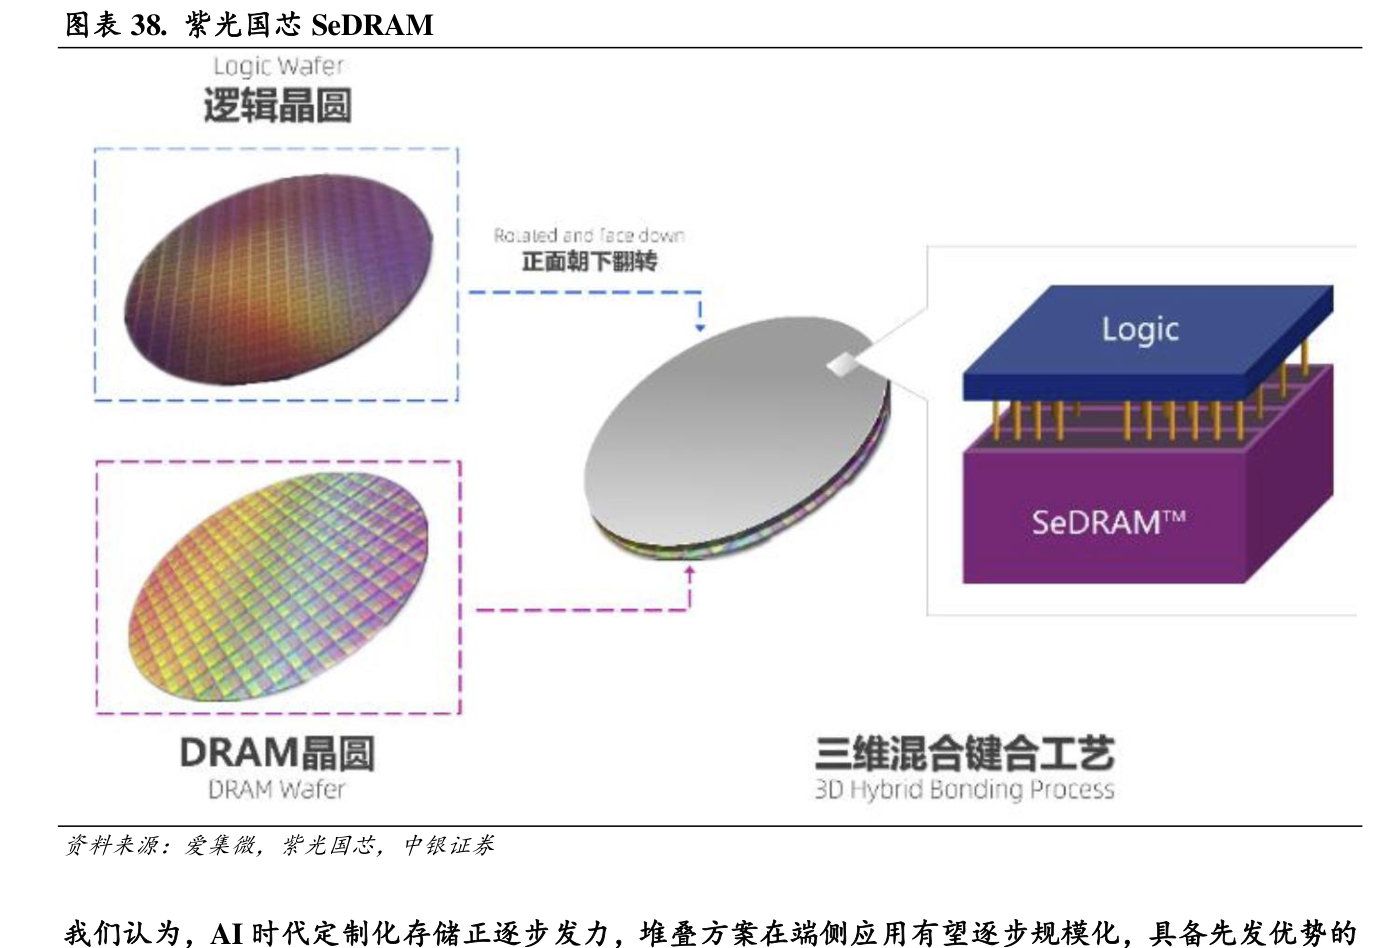 图表 38. 紫光国芯 SeDRAM
Logic Wafer
逻辑晶圆
Rotated and face down
正面朝下翻转
Logic
SeDRAM™
DRAM晶圆
DRAM Wafer
三维混合键合工艺
3D Hybrid Bonding Process
资料来源：爱集微，紫光国芯，中银证券
我们认为，AI 时代定制化存储正逐步发力，堆叠方案在端侧应用有望逐步规模化，具备先发优势的